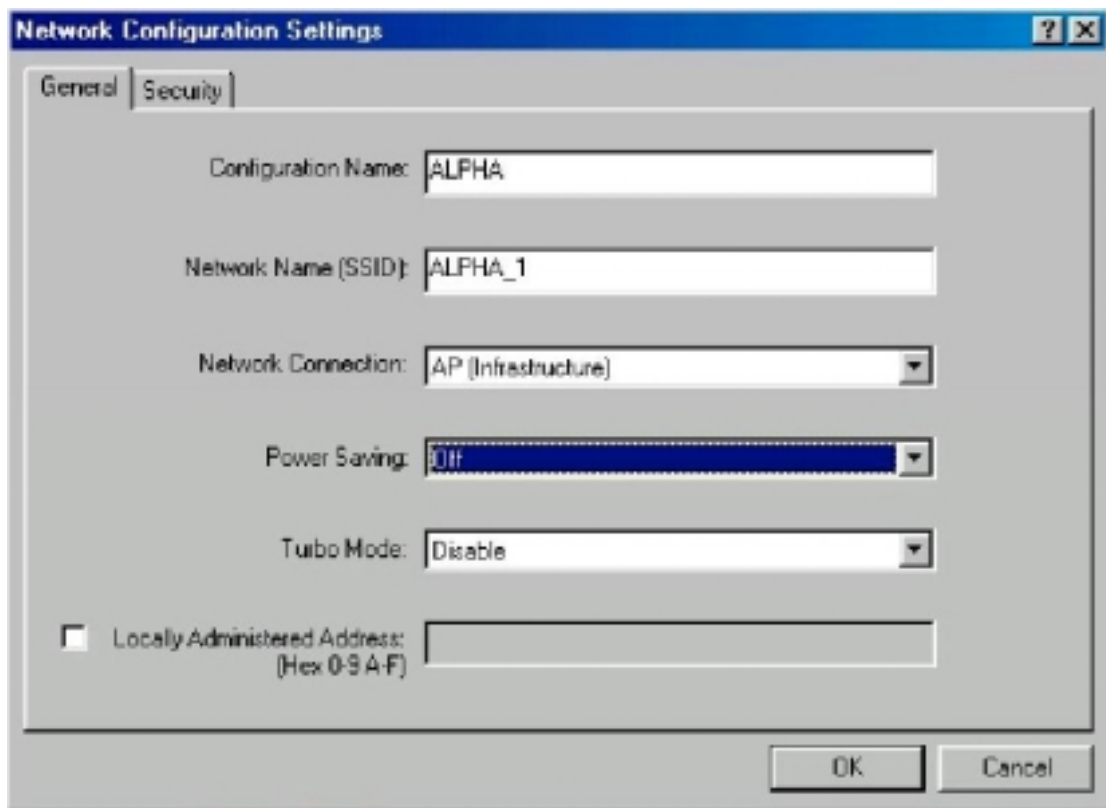 Network Configuration Settings
General
Security
Configuration Name: ALPHA
Network Name (SSID): ALPHA_1
Network Connection: AP (Infrastructure)
Power Saving: Off
Turbo Mode: Disable
Locally Administered Address:
(Hex 0-9 A-F)
OK
Cancel